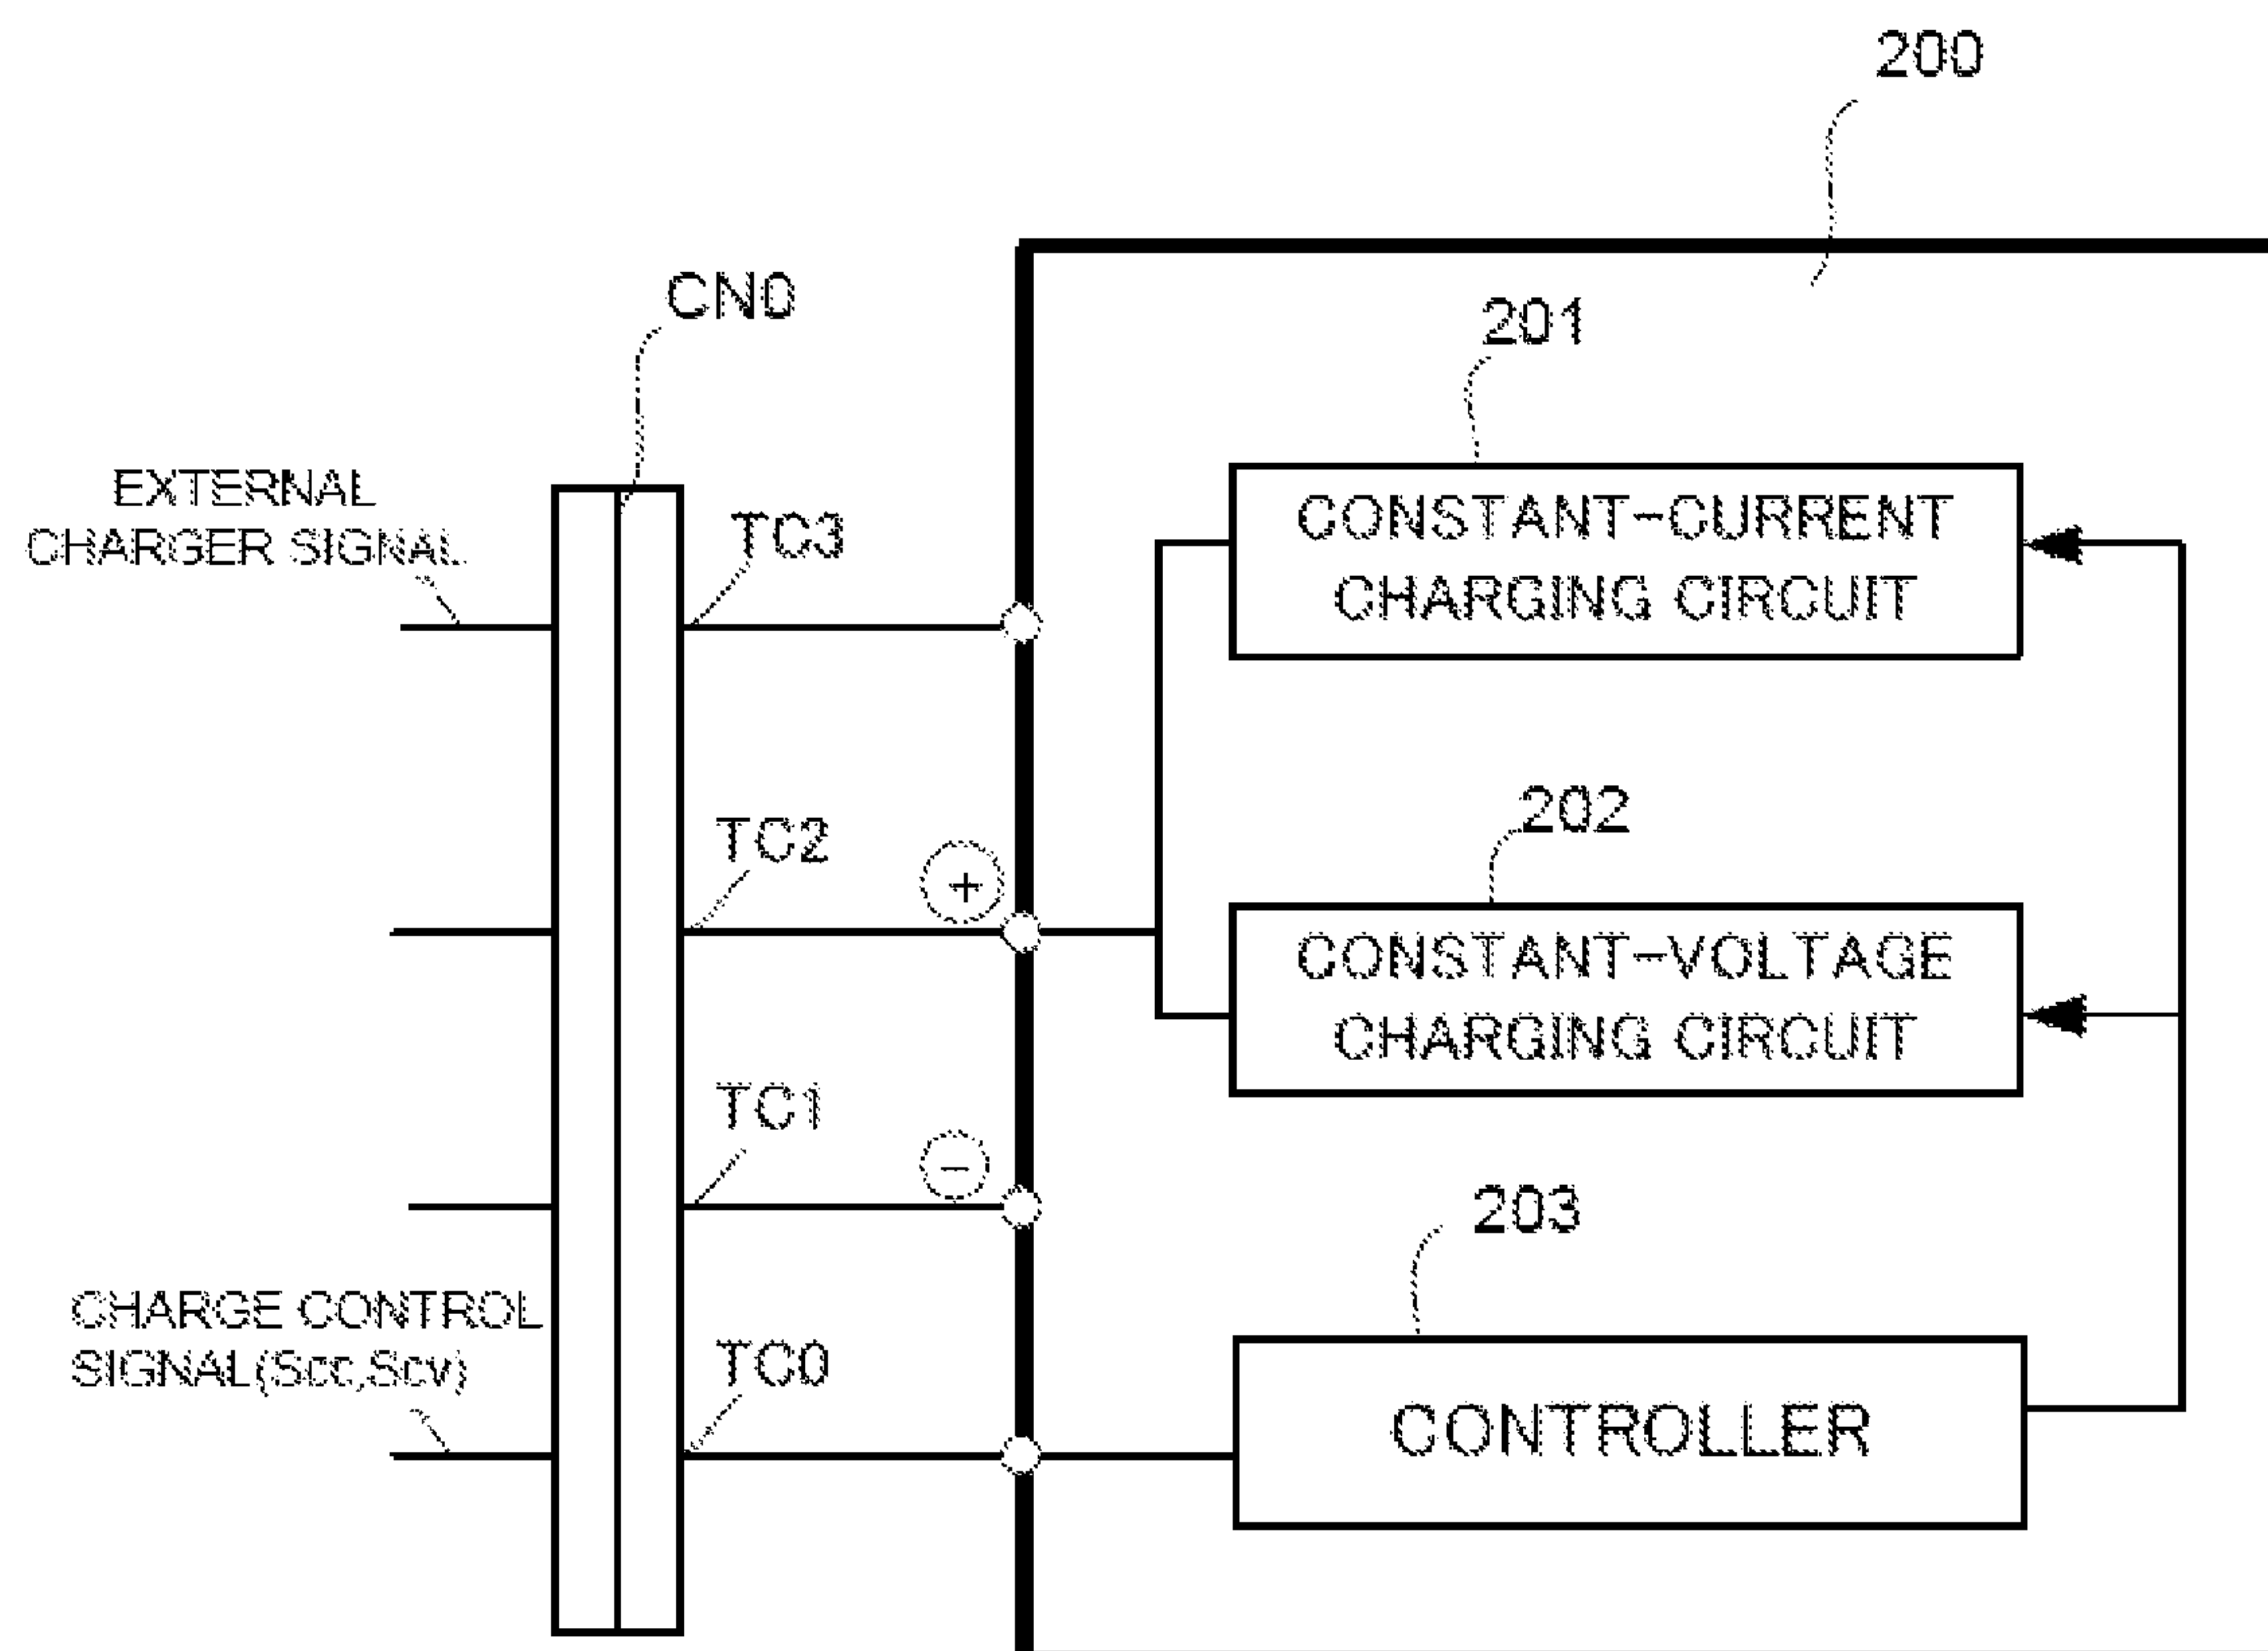 200
CN0
201
EXTERNAL
CHARGER SIGNAL
TC3
CONSTANT-CURRENT
CHARGING CIRCUIT
TC2
+
202
CONSTANT-VOLTAGE
CHARGING CIRCUIT
TC1
−
203
CHARGE CONTROL
SIGNAL(Scc,Scv)
TC0
CONTROLLER